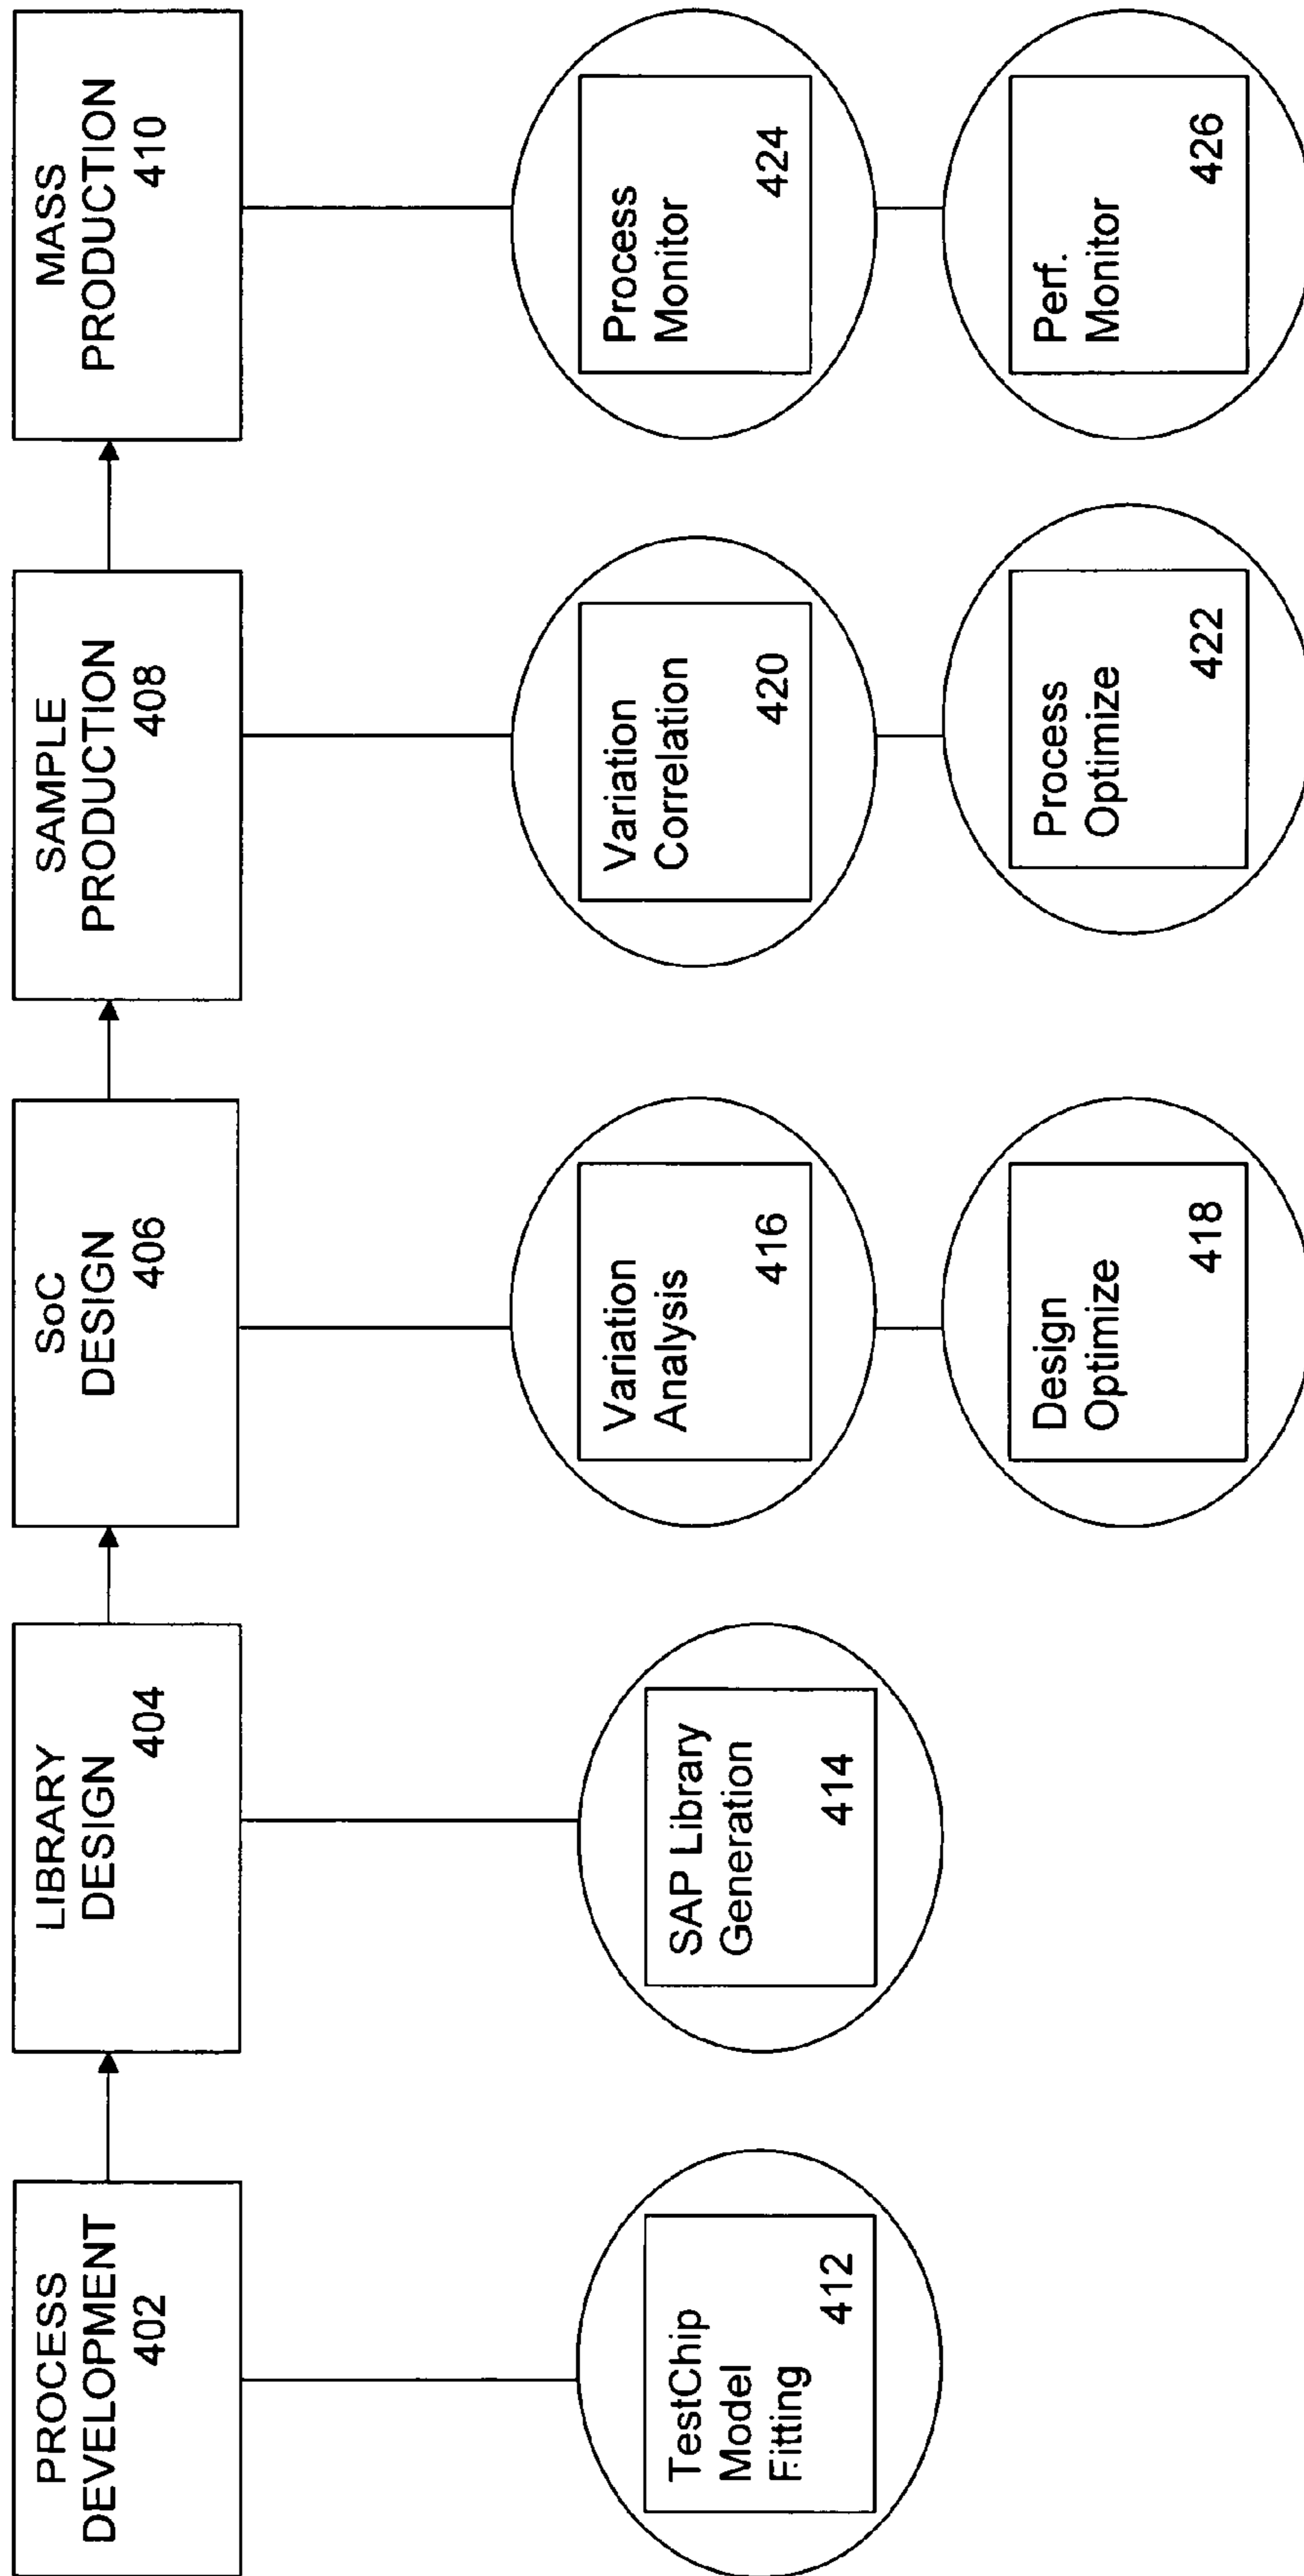 PROCESS
DEVELOPMENT
402
LIBRARY
DESIGN
404
SoC
DESIGN
406
SAMPLE
PRODUCTION
408
MASS
PRODUCTION
410
TestChip
Model
Fitting
412
SAP Library
Generation
414
Variation
Analysis
416
Design
Optimize
418
Variation
Correlation
420
Process
Optimize
422
Process
Monitor
424
Perf.
Monitor
426